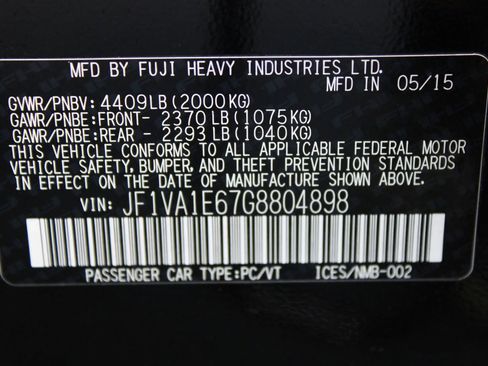 MFD BY FUJI HEAVY INDUSTRIES LTD.
MFD IN 05/15
GVWR/PNBV: 4409LB(2000KG)
GAWR/PNBE:FRONT- 2370LB(1075KG)
GAWR/PNBE:REAR - 2293LB(1040KG)
THIS VEHICLE CONFORMS TO ALL APPLICABLE FEDERAL MOTOR
VEHICLE SAFETY, BUMPER, AND THEFT PREVENTION STANDARDS
IN EFFECT ON THE DATE OF MANUFACTURE SHOWN ABOVE.
VIN: JF1VA1E67G8804898
PASSENGER CAR TYPE:PC/VT ICES/NMB-002